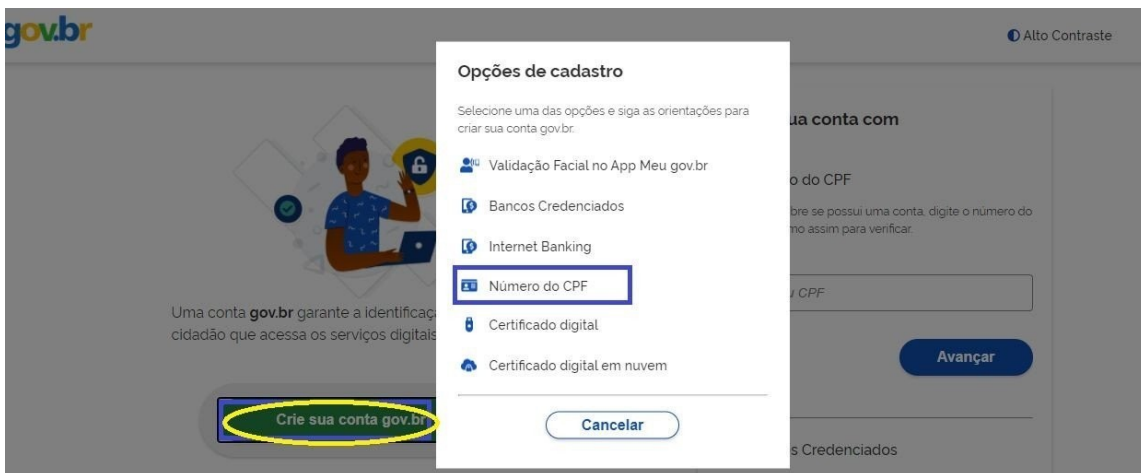 gov.br
Alto Contraste
Opções de cadastro
Selecione uma das opções e siga as orientações para
criar sua conta gov.br.
Validação Facial no App Meu gov.br
Bancos Credenciados
Internet Banking
Número do CPF
Certificado digital
Certificado digital em nuvem
Cancelar
Uma conta gov.br garante a identificaç
cidadão que acessa os serviços digitais
Crie sua conta gov.br
ua conta com
o do CPF
bre se possui uma conta, digite o número do
mo assim para verificar.
CPF
Avançar
s Credenciados